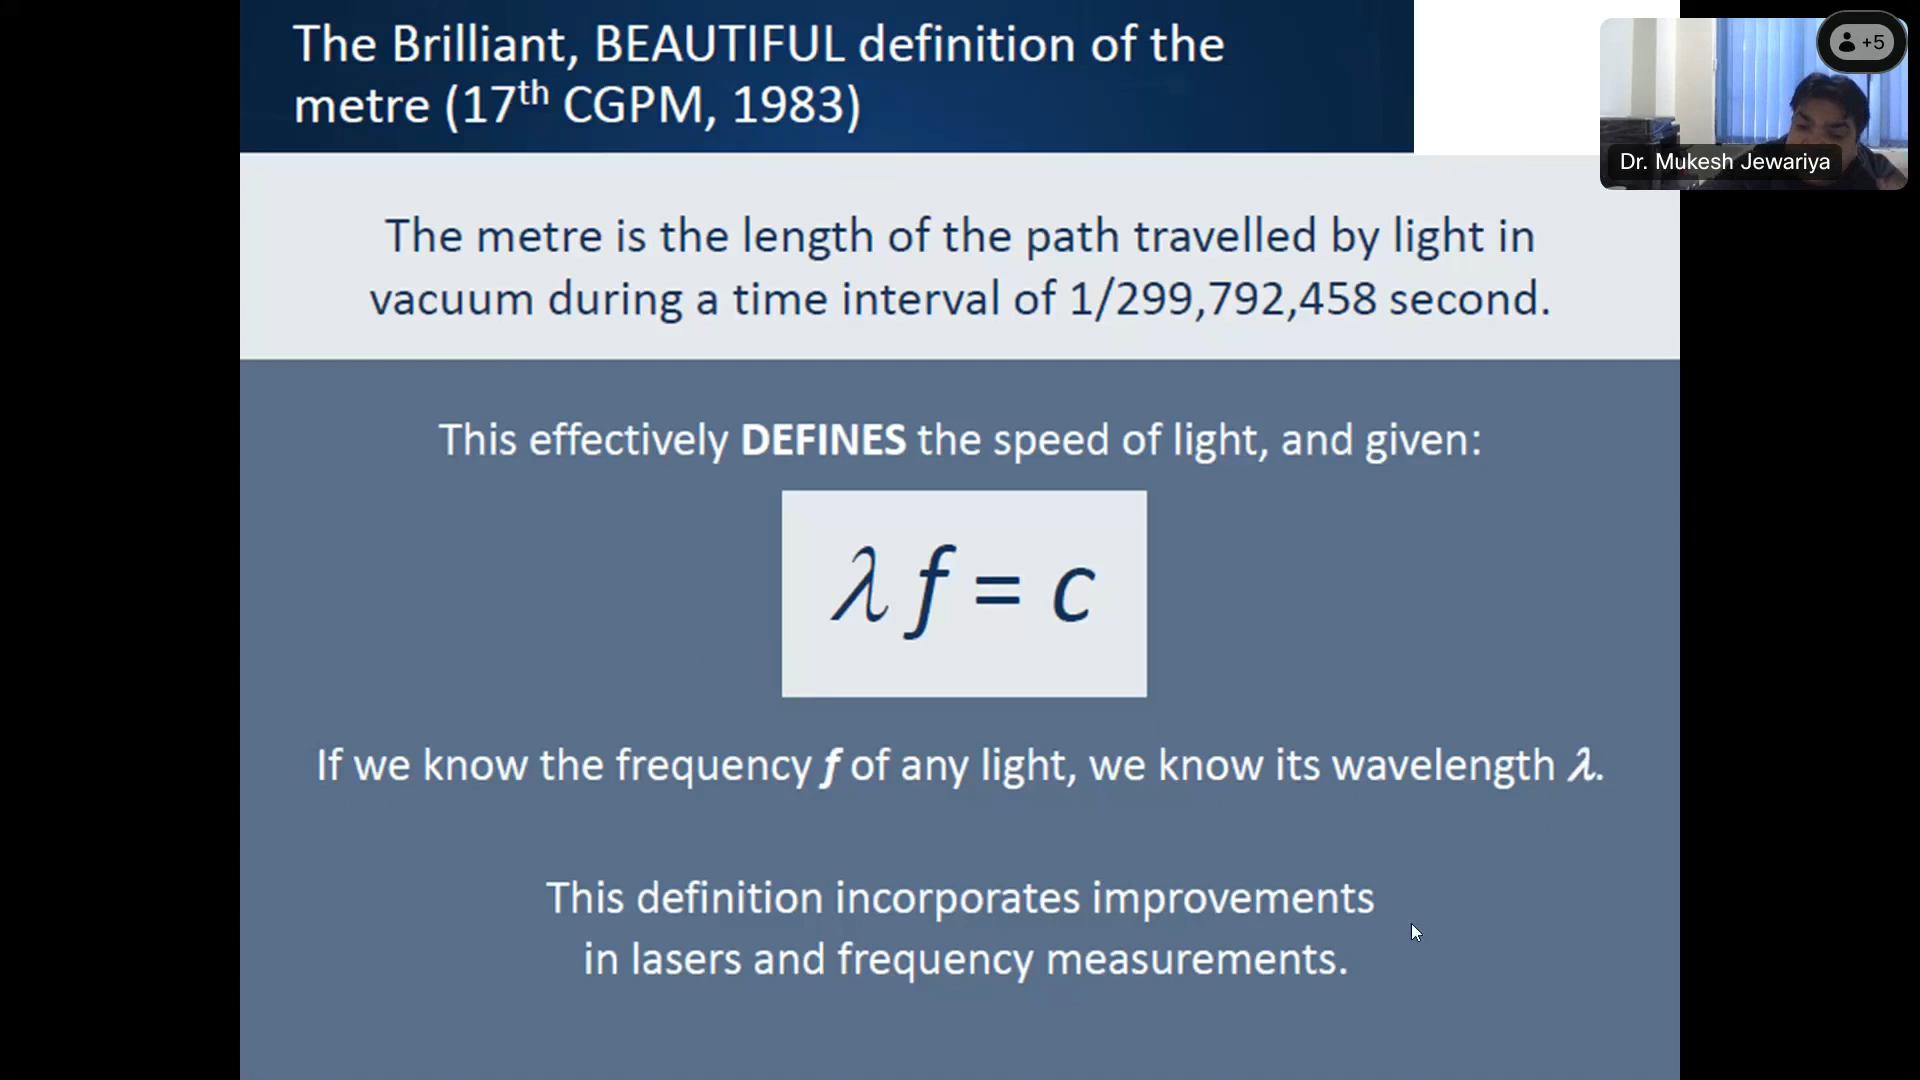 The Brilliant, BEAUTIFUL definition of the
metre (17th CGPM, 1983)
+5
Dr. Mukesh Jewariya
The metre is the length of the path travelled by light in
vacuum during a time interval of 1/299,792,458 second.
This effectively DEFINES the speed of light, and given:
λ f = c
If we know the frequency f of any light, we know its wavelength λ.
This definition incorporates improvements
in lasers and frequency measurements.